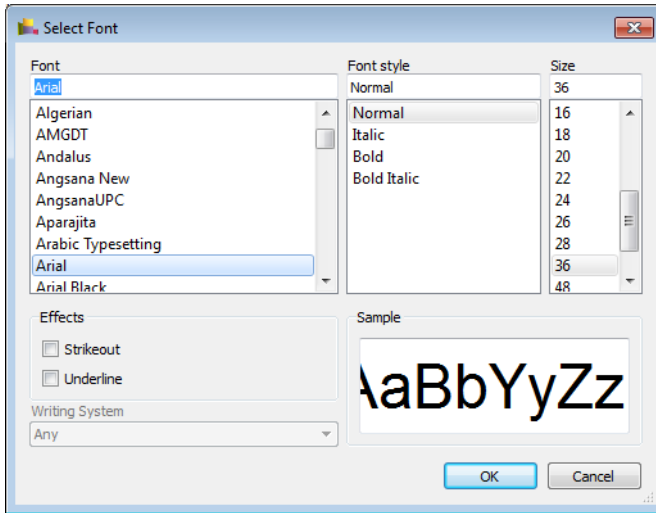 Select Font
Font
Arial
Algerian
AMGDT
Andalus
Angsana New
AngsanaUPC
Aparajita
Arabic Typesetting
Arial
Arial Black
Font style
Normal
Normal
Italic
Bold
Bold Italic
Size
36
16
18
20
22
24
26
28
36
48
Effects
Strikeout
Underline
Writing System
Any
Sample
AaBbYyZz
OK
Cancel